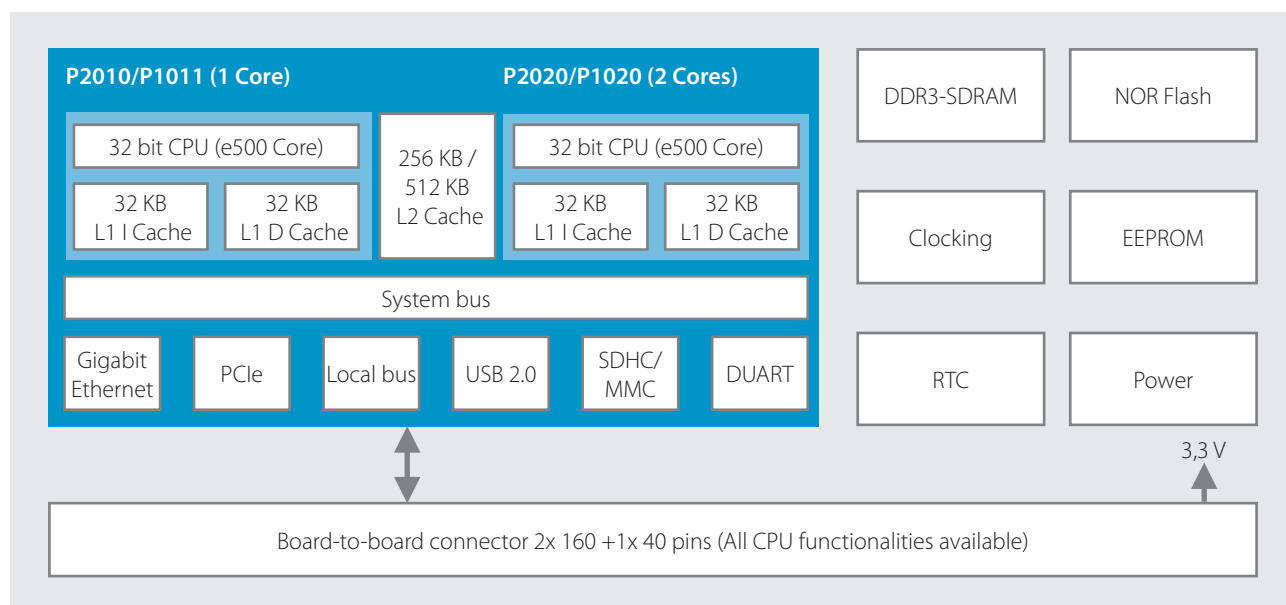 P2010/P1011 (1 Core)
P2020/P1020 (2 Cores)
32 bit CPU (e500 Core)
32 KB
L1 I Cache
32 KB
L1 D Cache
256 KB /
512 KB
L2 Cache
32 bit CPU (e500 Core)
32 KB
L1 I Cache
32 KB
L1 D Cache
System bus
Gigabit
Ethernet
PCIe
Local bus
USB 2.0
SDHC/
MMC
DUART
DDR3-SDRAM
NOR Flash
Clocking
EEPROM
RTC
Power
3,3 V
Board-to-board connector 2x 160 +1x 40 pins (All CPU functionalities available)